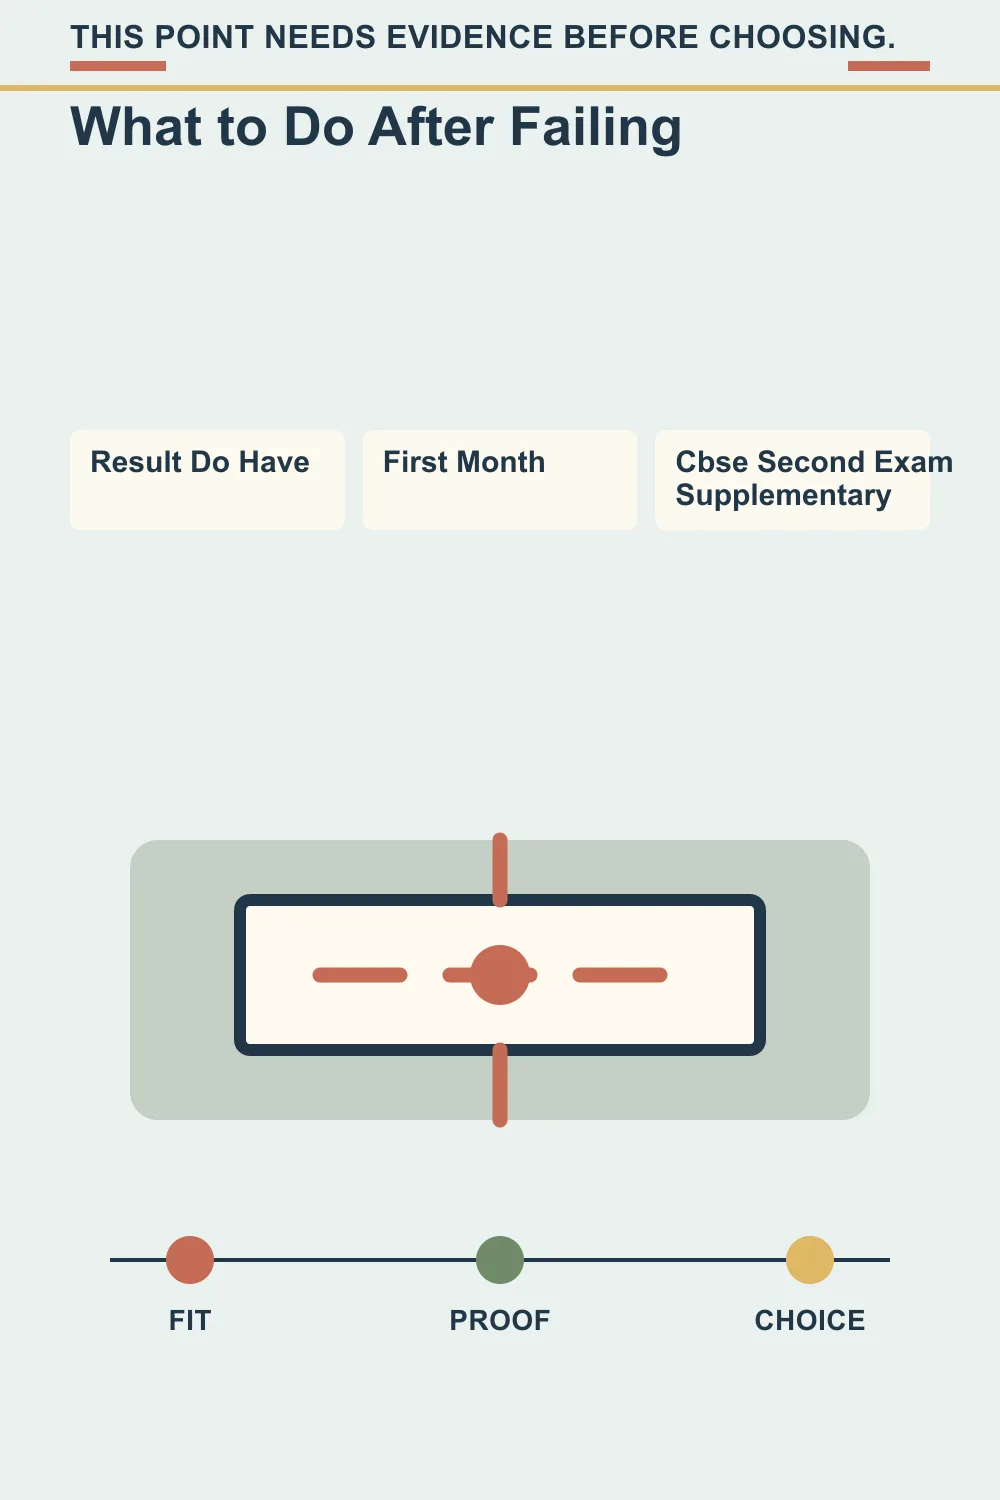 THIS POINT NEEDS EVIDENCE BEFORE CHOOSING.
What to Do After Failing
Result Do Have
First Month
Cbse Second Exam
Supplementary
FIT
PROOF
CHOICE